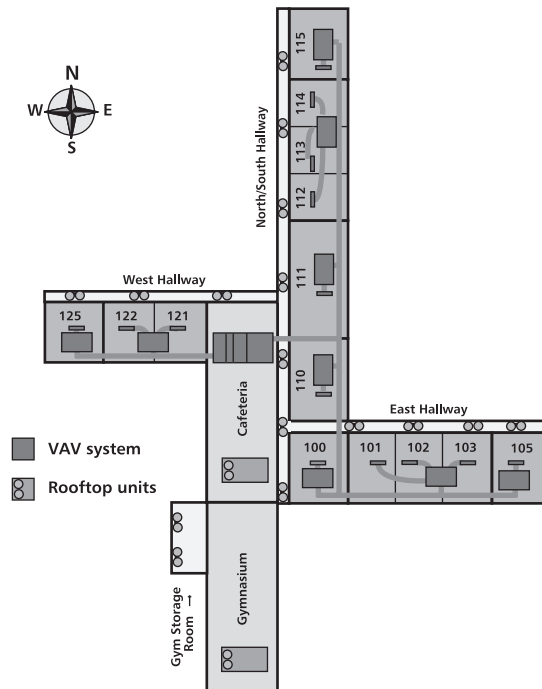 N
W
E
S
115
114
113
112
North/South Hallway
111
West Hallway
125
122
121
110
Cafeteria
East Hallway
100
101
102
103
105
VAV system
Rooftop units
Gym Storage
Room →
Gymnasium